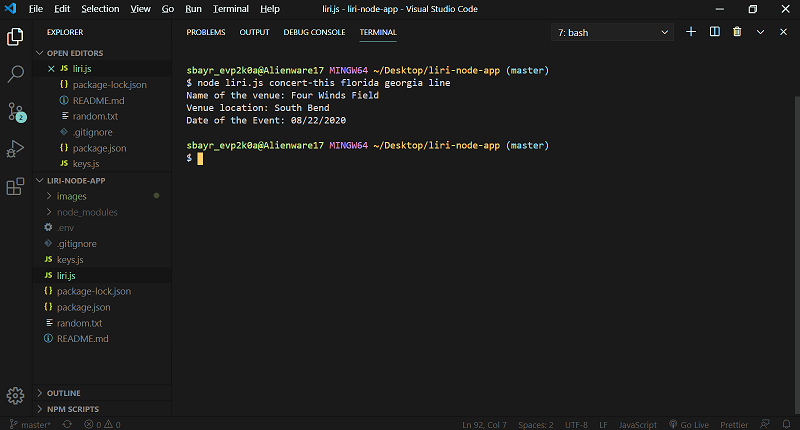 File Edit Selection View Go Run Terminal Help liri.js - liri-node-app - Visual Studio Code
EXPLORER
OPEN EDITORS
JS liri.js
{} package-lock.json
README.md
random.txt
.gitignore
{} package.json
JS keys.js
LIRI-NODE-APP
images
node_modules
.env
.gitignore
JS keys.js
JS liri.js
{} package-lock.json
{} package.json
random.txt
README.md
OUTLINE
NPM SCRIPTS
2
PROBLEMS OUTPUT DEBUG CONSOLE TERMINAL 7: bash
sbayr_evp2k0a@Alienware17 MINGW64 ~/Desktop/liri-node-app (master)
$ node liri.js concert-this florida georgia line
Name of the venue: Four Winds Field
Venue location: South Bend
Date of the Event: 08/22/2020
sbayr_evp2k0a@Alienware17 MINGW64 ~/Desktop/liri-node-app (master)
$
master* 0 0 Ln 92, Col 7 Spaces: 2 UTF-8 LF JavaScript Go Live Prettier